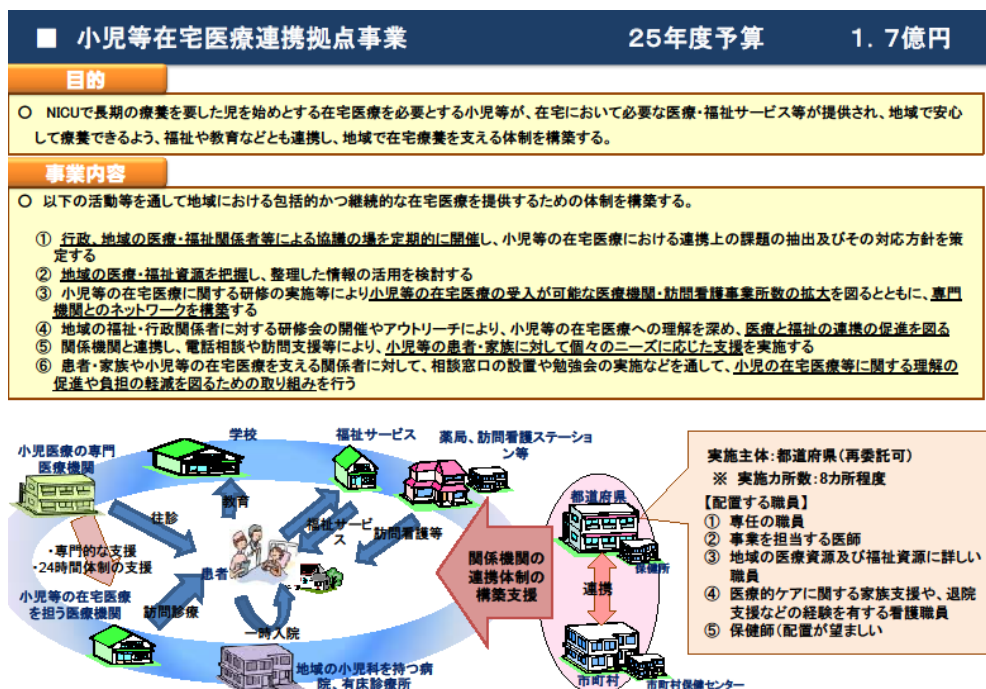 ■ 小児等在宅医療連携拠点事業 25年度予算 1. 7億円
目的
○ NICUで長期の療養を要した児を始めとする在宅医療を必要とする小児等が、在宅において必要な医療・福祉サービス等が提供され、地域で安心
して療養できるよう、福祉や教育などとも連携し、地域で在宅療養を支える体制を構築する。
事業内容
○ 以下の活動等を通して地域における包括的かつ継続的な在宅医療を提供するための体制を構築する。
① 行政、地域の医療・福祉関係者等による協議の場を定期的に開催し、小児等の在宅医療における連携上の課題の抽出及びその対応方針を策
定する
② 地域の医療・福祉資源を把握し、整理した情報の活用を検討する
③ 小児等の在宅医療に関する研修の実施等により小児等の在宅医療の受入が可能な医療機関・訪問看護事業所数の拡大を図るとともに、専門
機関とのネットワークを構築する
④ 地域の福祉・行政関係者に対する研修会の開催やアウトリーチにより、小児等の在宅医療への理解を深め、医療と福祉の連携の促進を図る
⑤ 関係機関と連携し、電話相談や訪問支援等により、小児等の患者・家族に対して個々のニーズに応じた支援を実施する
⑥ 患者・家族や小児等の在宅医療を支える関係者に対して、相談窓口の設置や勉強会の実施などを通して、小児の在宅医療等に関する理解の
促進や負担の軽減を図るための取り組みを行う
小児医療の専門
医療機関
学校
福祉サービス
薬局、訪問看護ステーショ
ン等
往診
教育
福祉サービ
ス
訪問看護等
・専門的な支援
・24時間体制の支援
患者
小児等の在宅医療
を担う医療機関
訪問診療
一時入院
地域の小児科を持つ病
院、有床診療所
関係機関の
連携体制の
構築支援
都道府県
保健所
連携
市町村
市町村保健センター
実施主体:都道府県(再委託可)
※ 実施カ所数:8カ所程度
【配置する職員】
① 専任の職員
② 事業を担当する医師
③ 地域の医療資源及び福祉資源に詳しい
職員
④ 医療的ケアに関する家族支援や、退院
支援などの経験を有する看護職員
⑤ 保健師(配置が望ましい